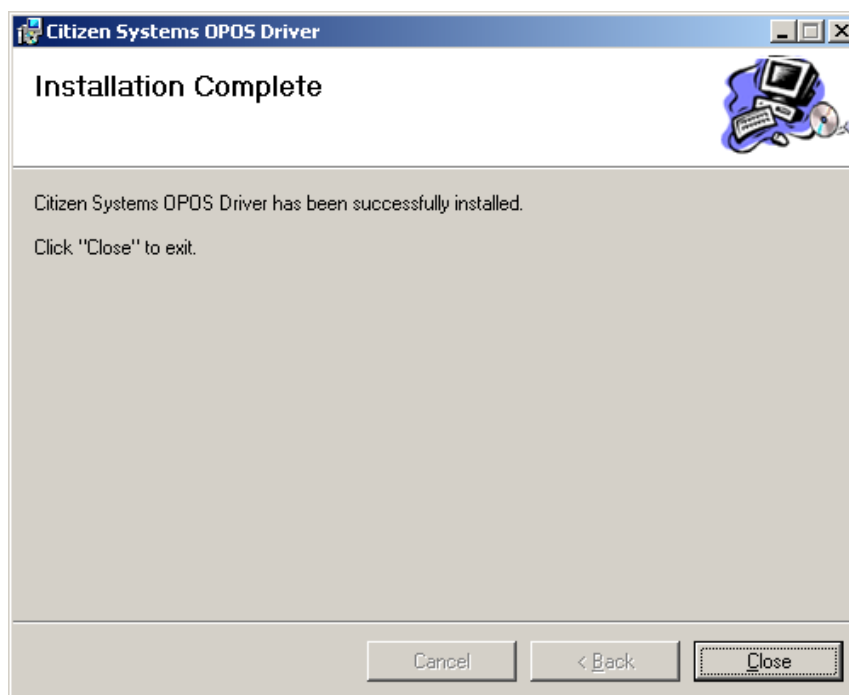 Citizen Systems OPOS Driver
Installation Complete
Citizen Systems OPOS Driver has been successfully installed.
Click "Close" to exit.
Cancel
< Back
Close